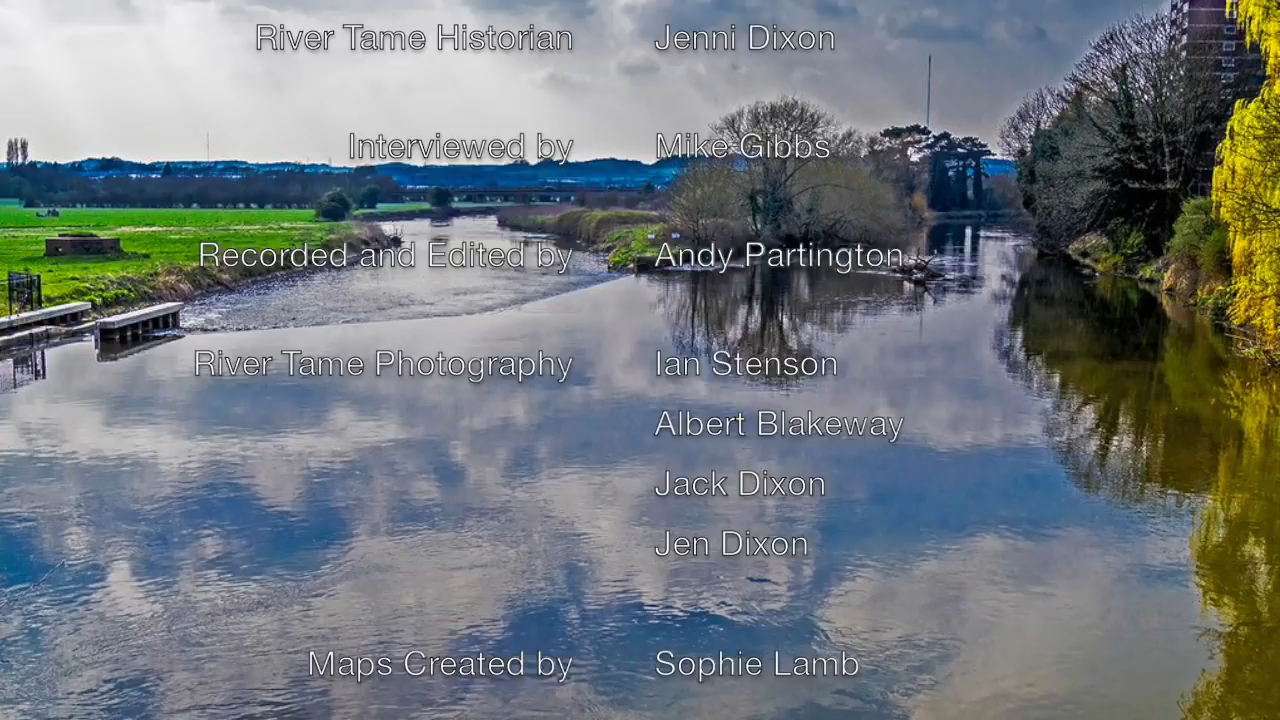 River Tame Historian Jenni Dixon
Interviewed by Mike Gibbs
Recorded and Edited by Andy Partington
River Tame Photography Ian Stenson
Albert Blakeway
Jack Dixon
Jen Dixon
Maps Created by Sophie Lamb